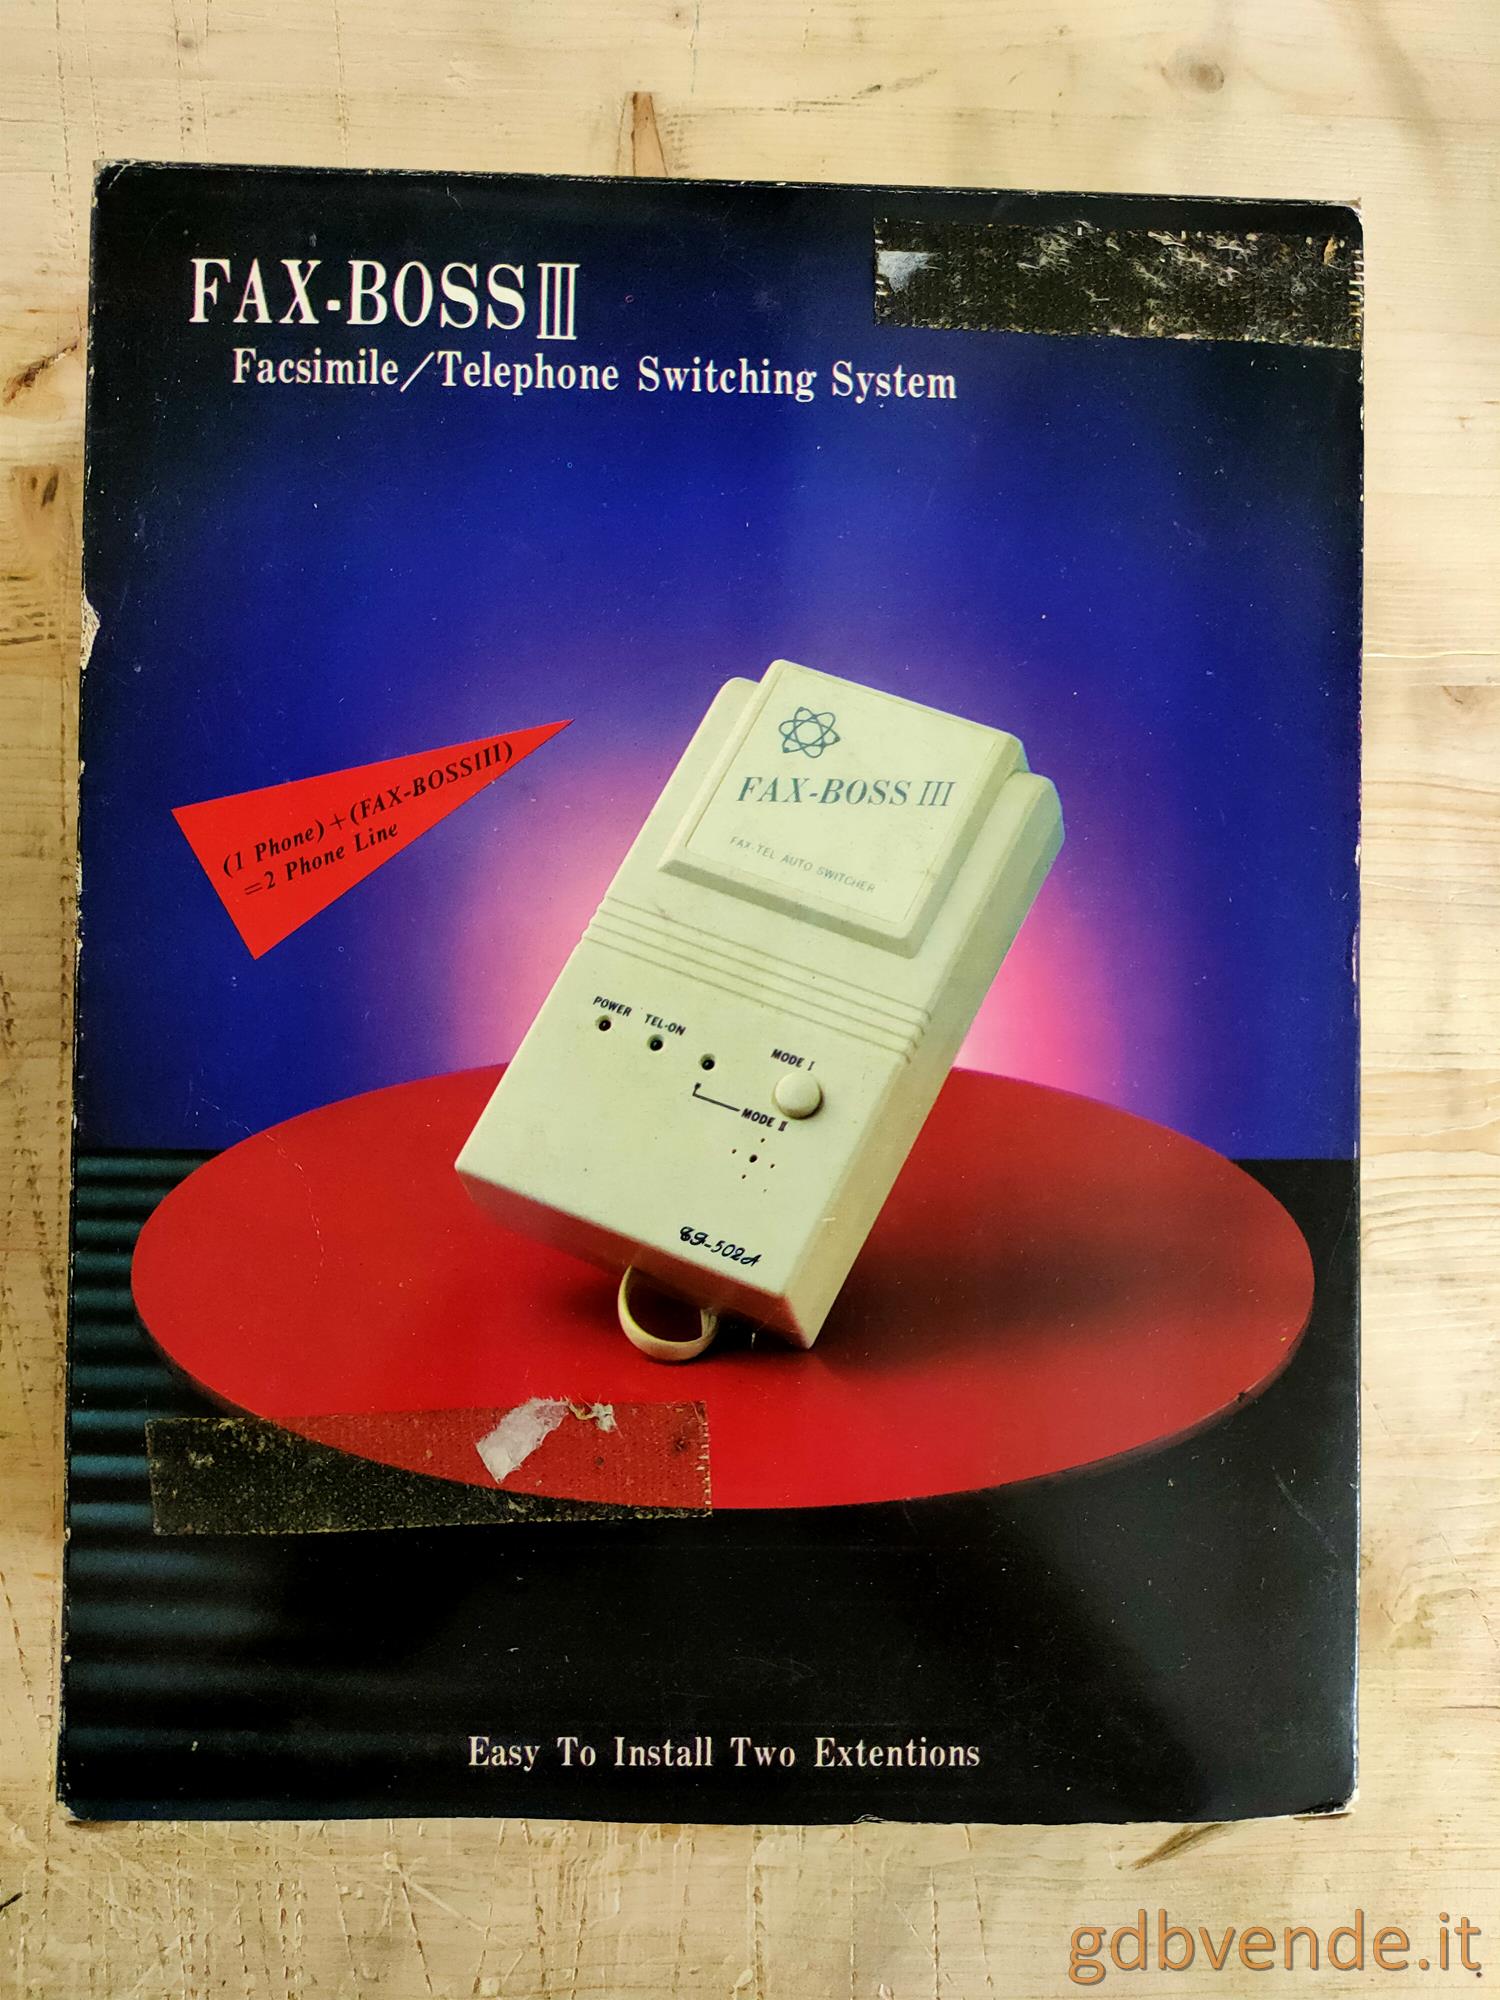 FAX-BOSS III
Facsimile/Telephone Switching System
(1 Phone)+(FAX-BOSSIII)
=2 Phone Line
FAX-BOSS III
FAX-TEL AUTO SWITCHER
POWER
TEL-ON
MODE I
MODE II
Easy To Install Two Extentions
gdbvende.it